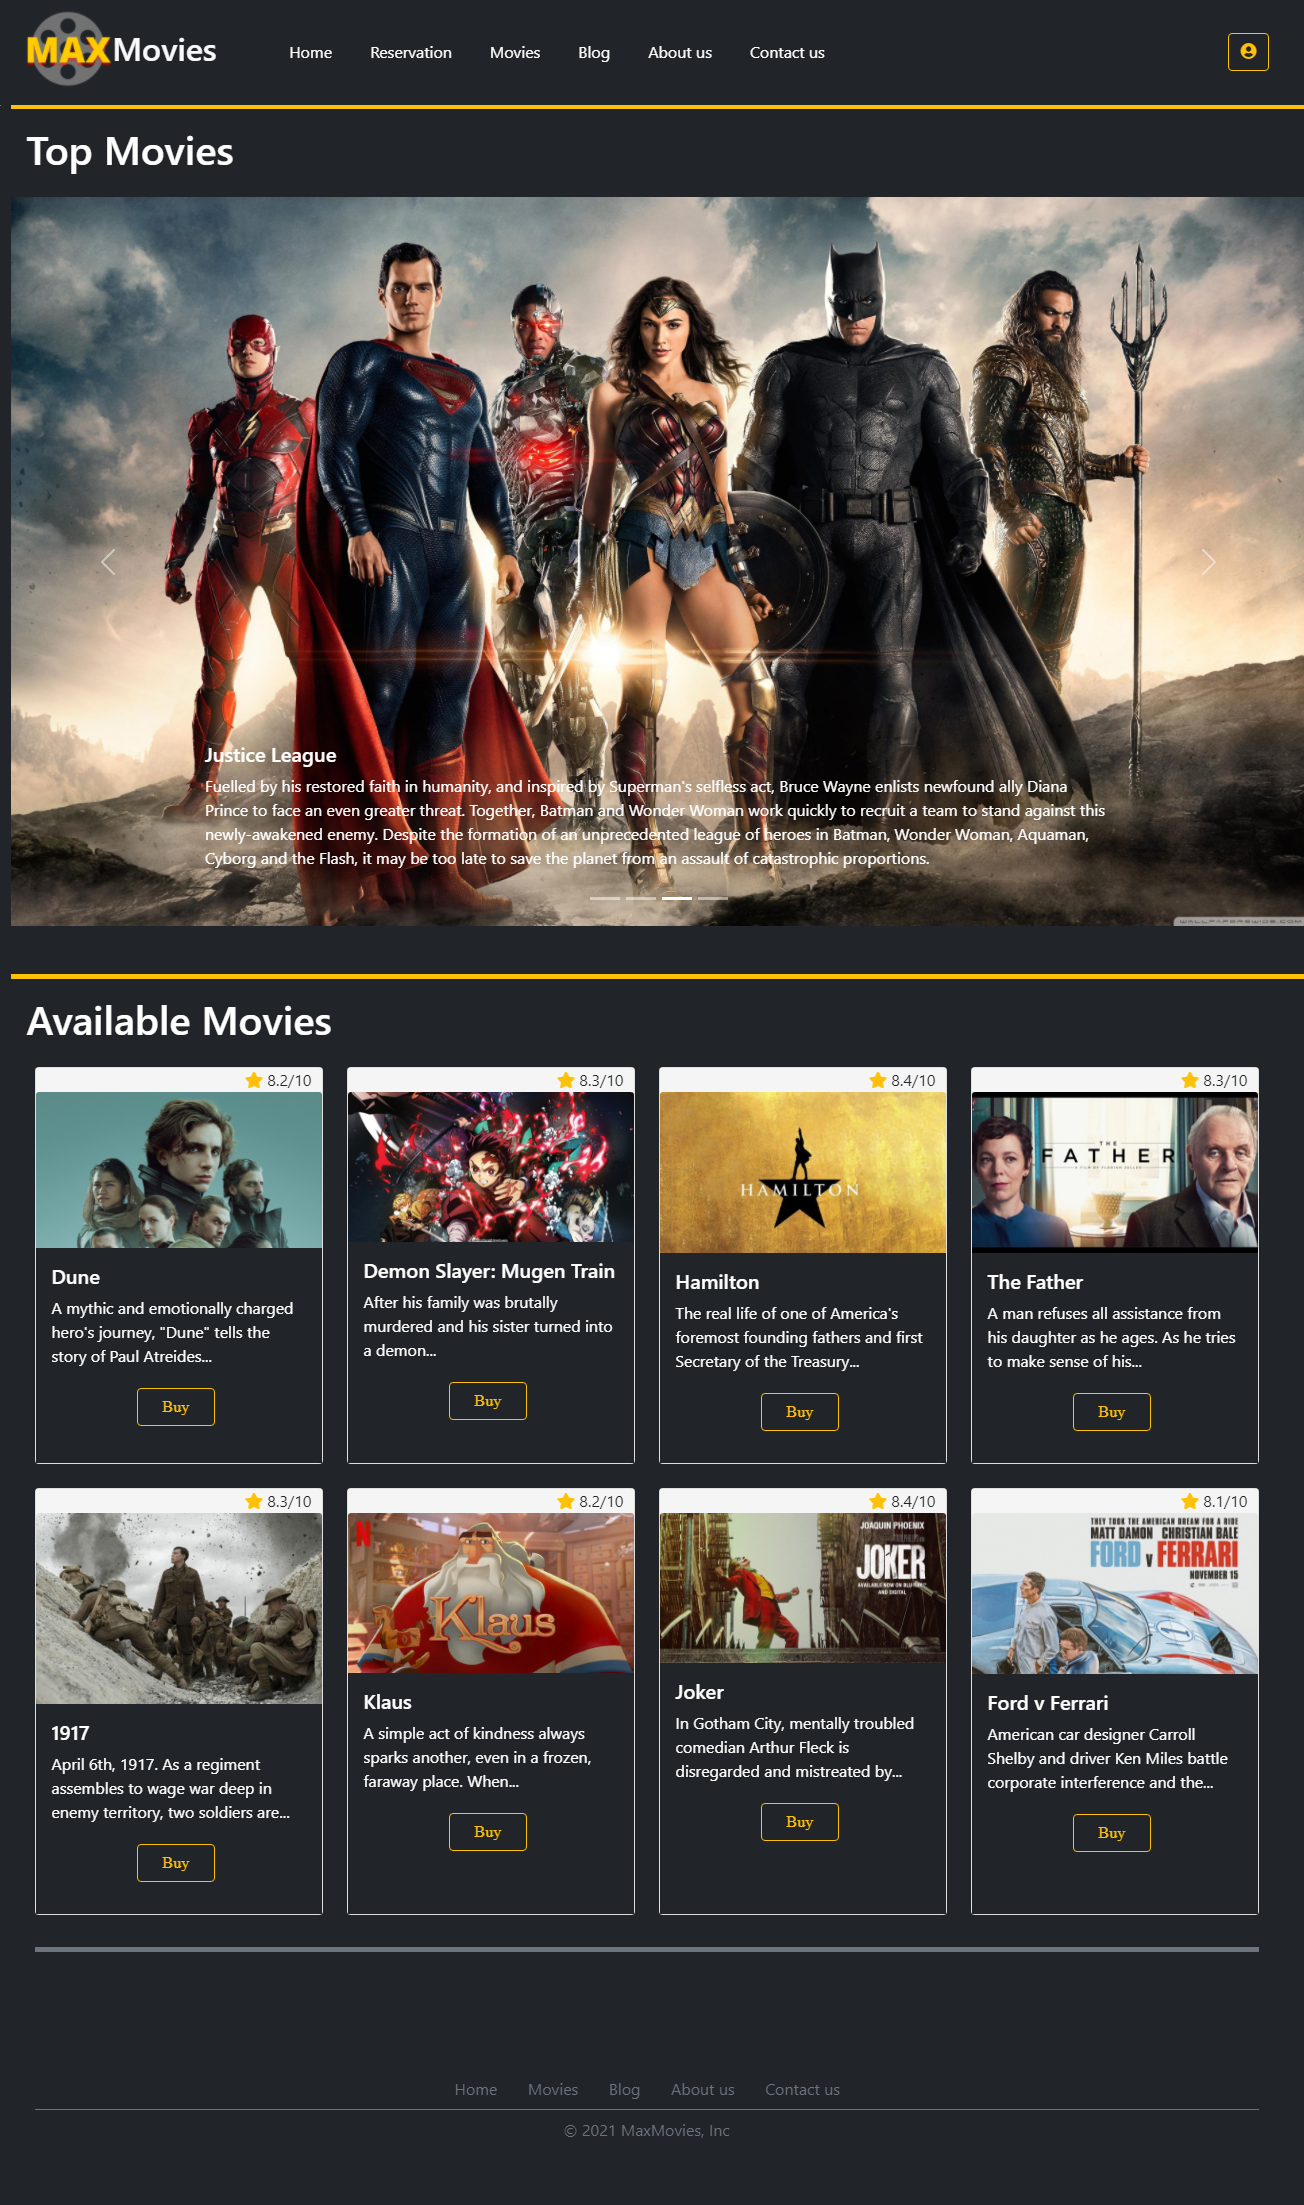 MAXMovies
Home Reservation Movies Blog About us Contact us
Top Movies
Justice League
Fuelled by his restored faith in humanity, and inspired by Superman's selfless act, Bruce Wayne enlists newfound ally Diana
Prince to face an even greater threat. Together, Batman and Wonder Woman work quickly to recruit a team to stand against this
newly-awakened enemy. Despite the formation of an unprecedented league of heroes in Batman, Wonder Woman, Aquaman,
Cyborg and the Flash, it may be too late to save the planet from an assault of catastrophic proportions.
WALLPAPERSWIDE.COM
Available Movies
8.2/10
Dune
A mythic and emotionally charged
hero's journey, "Dune" tells the
story of Paul Atreides...
Buy
8.3/10
Demon Slayer: Mugen Train
After his family was brutally
murdered and his sister turned into
a demon...
Buy
8.4/10
HAMILTON
Hamilton
The real life of one of America's
foremost founding fathers and first
Secretary of the Treasury...
Buy
8.3/10
THE
FATHER
A FILM BY FLORIAN ZELLER
The Father
A man refuses all assistance from
his daughter as he ages. As he tries
to make sense of his...
Buy
8.3/10
1917
April 6th, 1917. As a regiment
assembles to wage war deep in
enemy territory, two soldiers are...
Buy
8.2/10
N
Klaus
Klaus
A simple act of kindness always
sparks another, even in a frozen,
faraway place. When...
Buy
8.4/10
JOAQUIN PHOENIX
JOKER
AVAILABLE NOW ON BLU-RAY
AND DIGITAL
Joker
In Gotham City, mentally troubled
comedian Arthur Fleck is
disregarded and mistreated by...
Buy
8.1/10
THEY TOOK THE AMERICAN DREAM FOR A RIDE
MATT DAMON CHRISTIAN BALE
FORD v FERRARI
NOVEMBER 15
Ford v Ferrari
American car designer Carroll
Shelby and driver Ken Miles battle
corporate interference and the...
Buy
Home Movies Blog About us Contact us
© 2021 MaxMovies, Inc